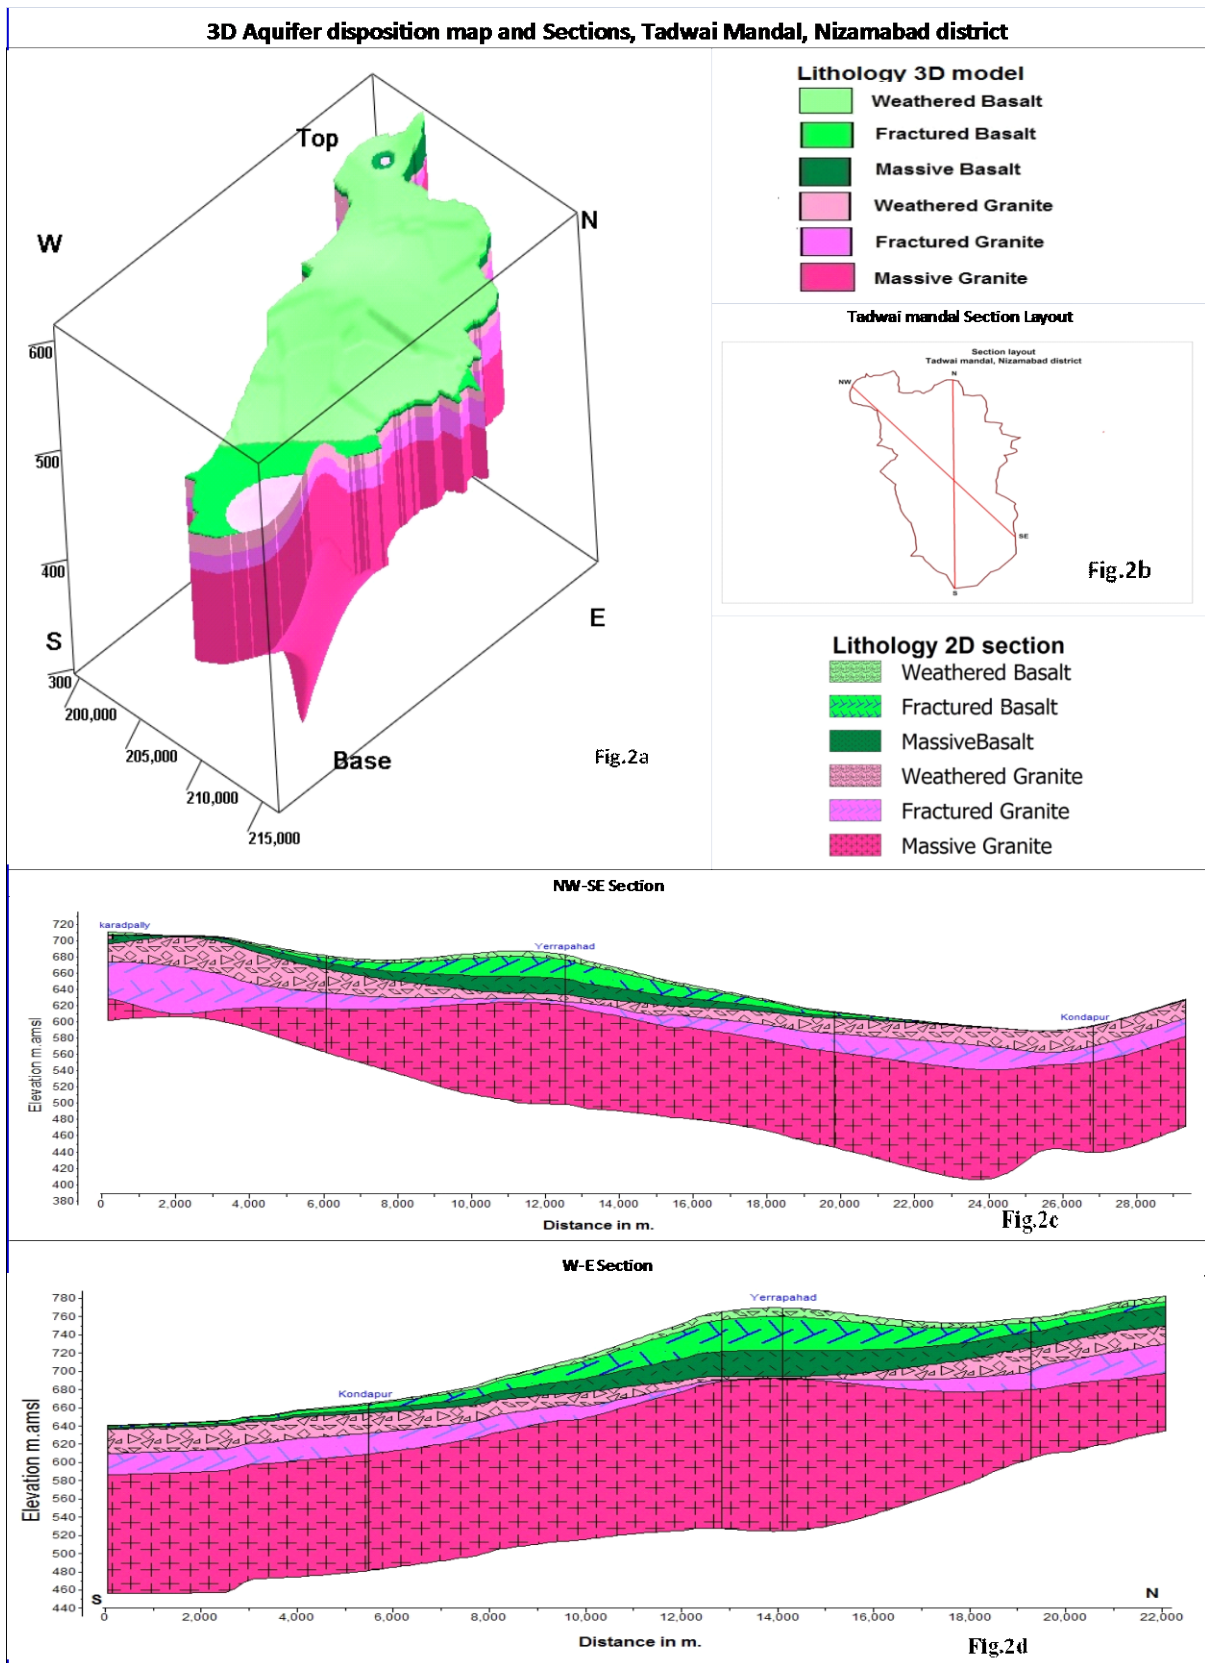 3D Aquifer disposition map and Sections, Tadwai Mandal, Nizamabad district
Top
N
W
600
500
400
S
300
200,000
205,000
210,000
215,000
E
Base
Fig.2a
Lithology 3D model
Weathered Basalt
Fractured Basalt
Massive Basalt
Weathered Granite
Fractured Granite
Massive Granite
Tadwai mandal Section Layout
Section layout
Tadwai mandal, Nizamabad district
NW
N
SE
S
Fig.2b
Lithology 2D section
Weathered Basalt
Fractured Basalt
MassiveBasalt
Weathered Granite
Fractured Granite
Massive Granite
NW-SE Section
karadpally
Yerrapahad
Kondapur
Elevation m.amsl
720
700
680
660
640
620
600
580
560
540
520
500
480
460
440
420
400
380
0 2,000 4,000 6,000 8,000 10,000 12,000 14,000 16,000 18,000 20,000 22,000 24,000 26,000 28,000
Distance in m.
Fig.2c
W-E Section
Yerrapahad
Kondapur
Elevation m.amsl
780
760
740
720
700
680
660
640
620
600
580
560
540
520
500
480
460
440
S
N
0 2,000 4,000 6,000 8,000 10,000 12,000 14,000 16,000 18,000 20,000 22,000
Distance in m.
Fig.2d